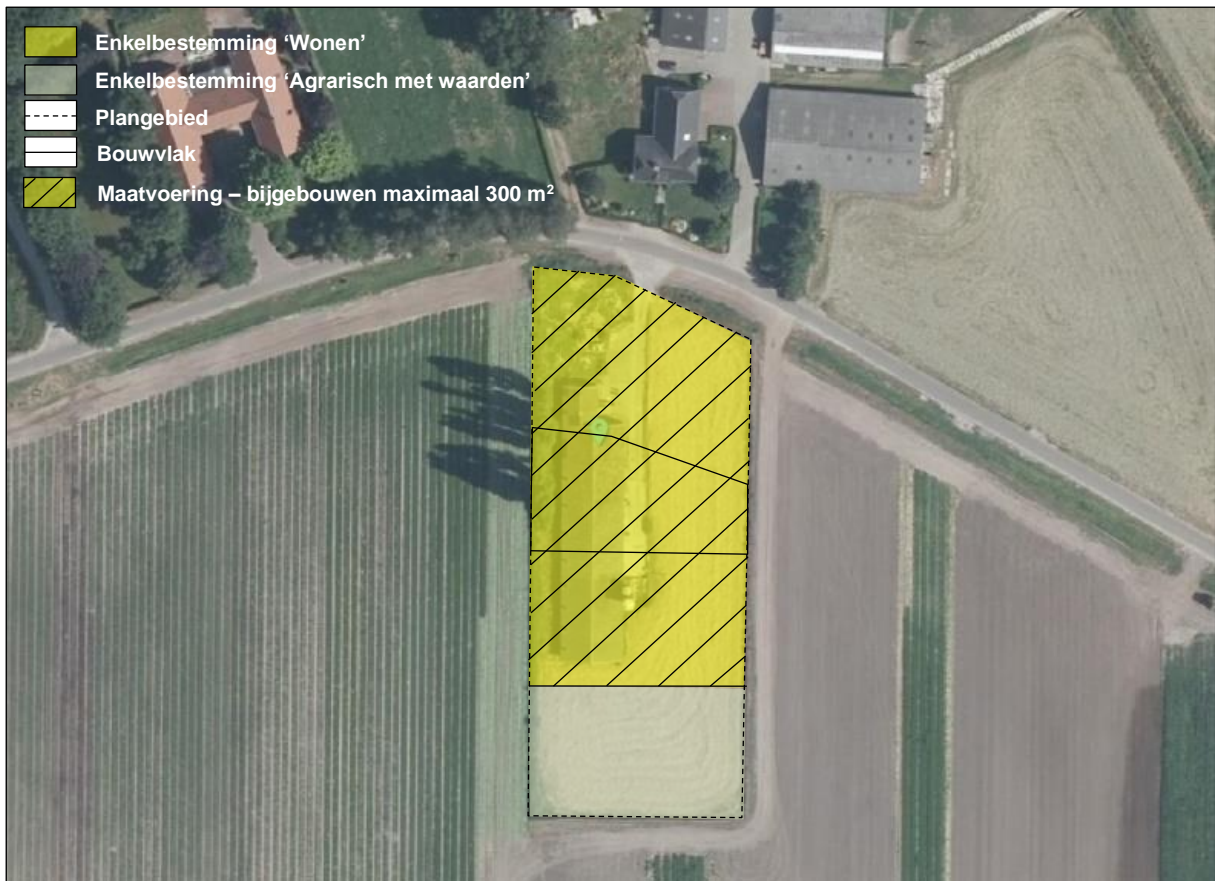 Enkelbestemming ‘Wonen’
Enkelbestemming ‘Agrarisch met waarden’
Plangebied
Bouwvlak
Maatvoering – bijgebouwen maximaal 300 m²